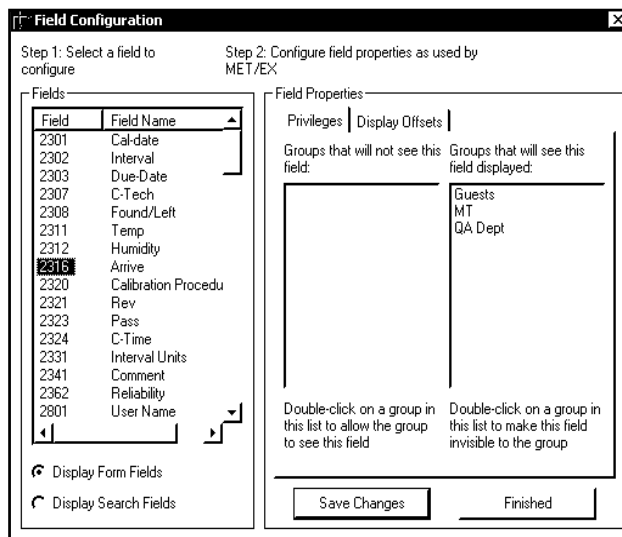 Field Configuration
Step 1: Select a field to
configure
Step 2: Configure field properties as used by
MET/EX
Fields
Field Field Name
2301 Cal-date
2302 Interval
2303 Due-Date
2307 C-Tech
2308 Found/Left
2311 Temp
2312 Humidity
2316 Arrive
2320 Calibration Procedu
2321 Rev
2323 Pass
2324 C-Time
2331 Interval Units
2341 Comment
2362 Reliability
2801 User Name
Display Form Fields
Display Search Fields
Field Properties
Privileges Display Offsets
Groups that will not see this
field:
Groups that will see this
field displayed:
Guests
MT
QA Dept
Double-click on a group in
this list to allow the group
to see this field
Double-click on a group in
this list to make this field
invisible to the group
Save Changes
Finished